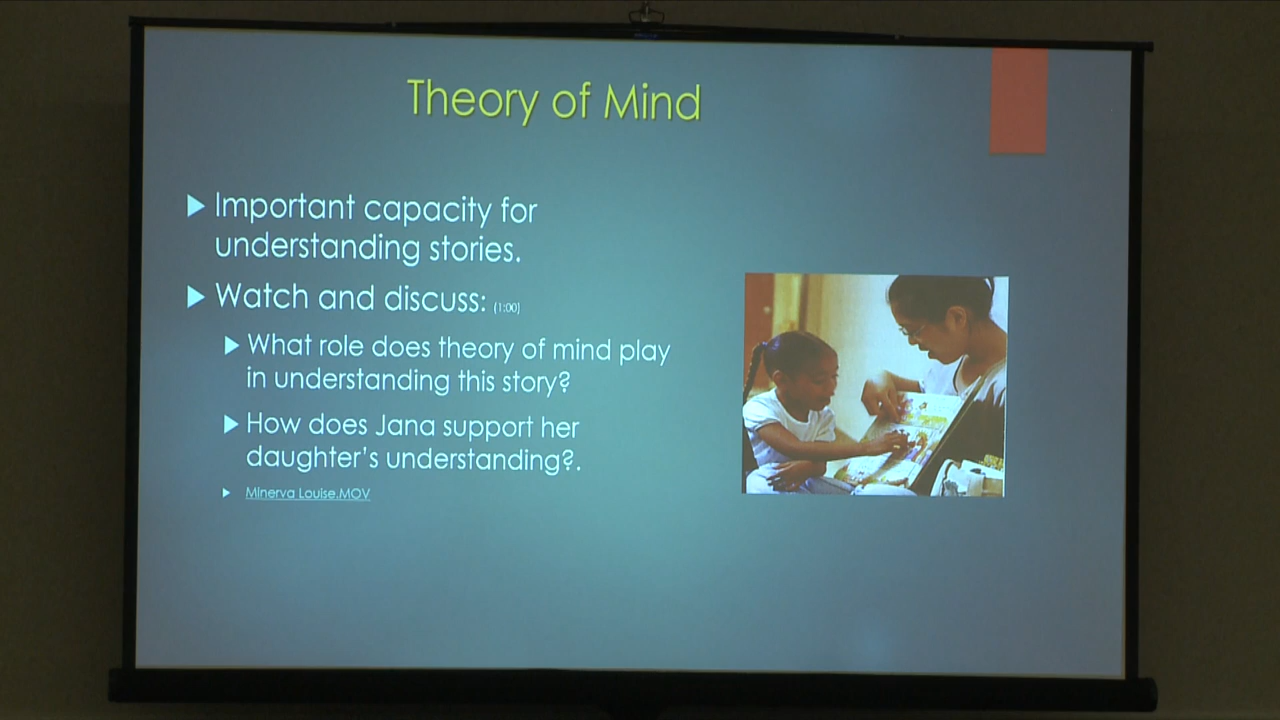 Theory of Mind
Important capacity for
understanding stories.
Watch and discuss: (1:00)
What role does theory of mind play
in understanding this story?
How does Jana support her
daughter's understanding?.
Minerva Louise.MOV